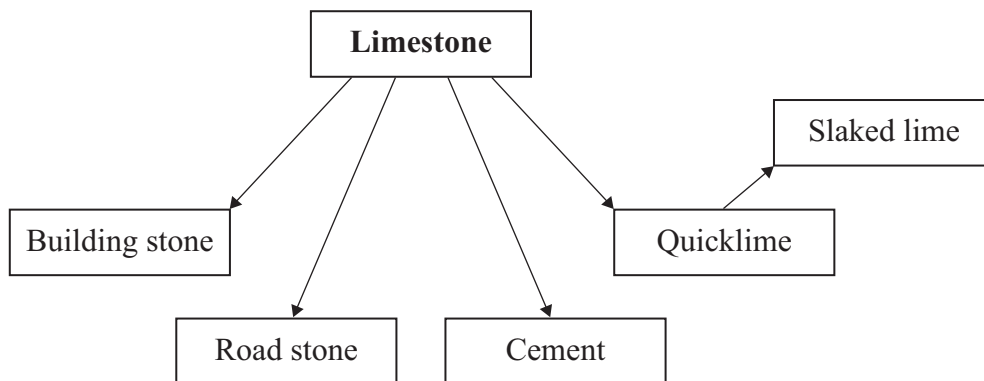 Limestone
Slaked lime
Building stone
Quicklime
Road stone
Cement